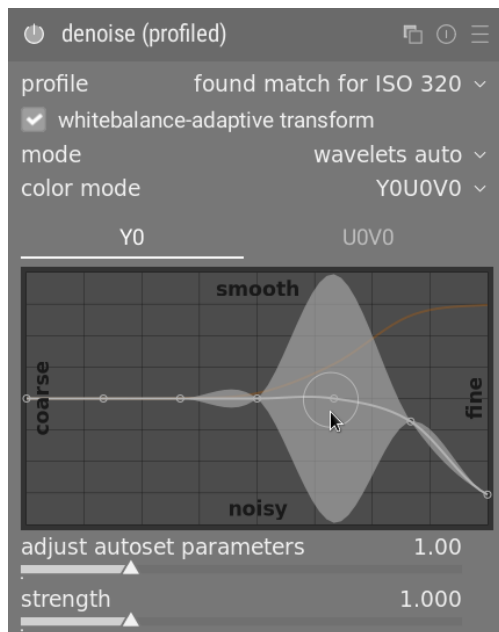 denoise (profiled)
profile found match for ISO 320
whitebalance-adaptive transform
mode wavelets auto
color mode Y0U0V0
Y0 U0V0
smooth
coarse
fine
noisy
adjust autoset parameters 1.00
strength 1.000